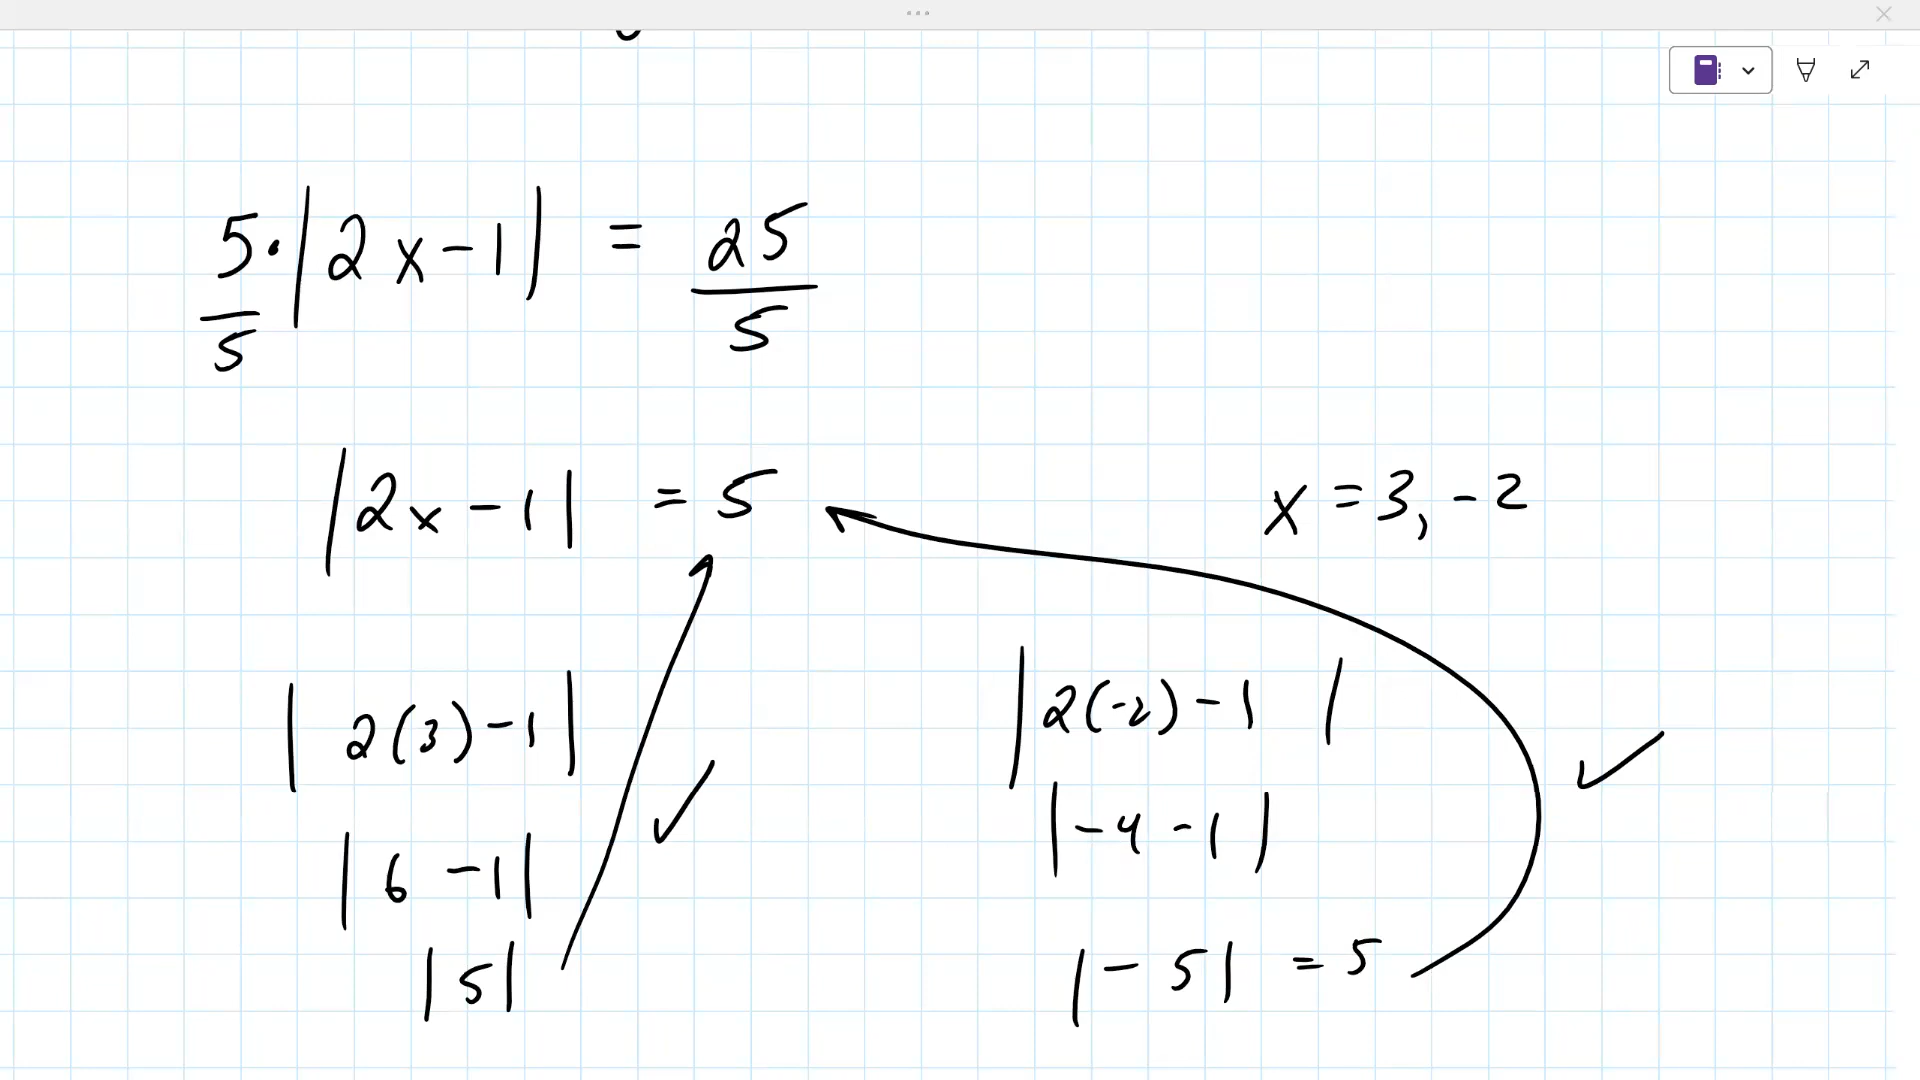 5·|2x-1| = 25
5 5
|2x-1| = 5
x = 3, -2
|2(3)-1|
|6-1|
|5|
|2(-2)-1|
|-4-1|
|-5| = 5